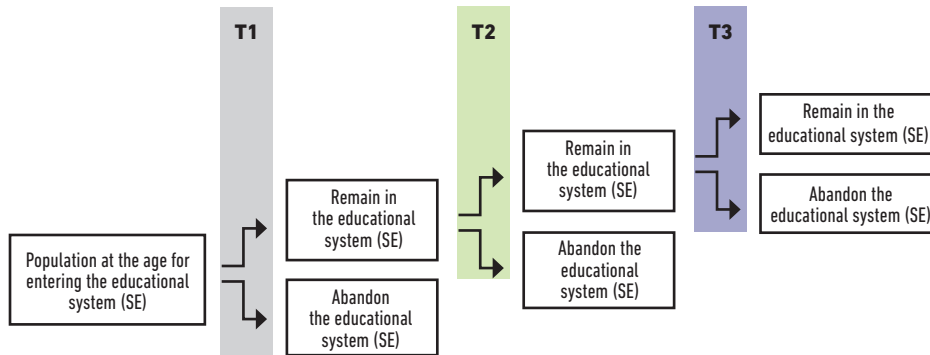 T1
T2
T3
Population at the age for
entering the educational
system (SE)
Remain in
the educational
system (SE)
Abandon
the educational
system (SE)
Remain in
the educational
system (SE)
Abandon the
educational
system (SE)
Remain in the
educational system (SE)
Abandon the
educational system (SE)